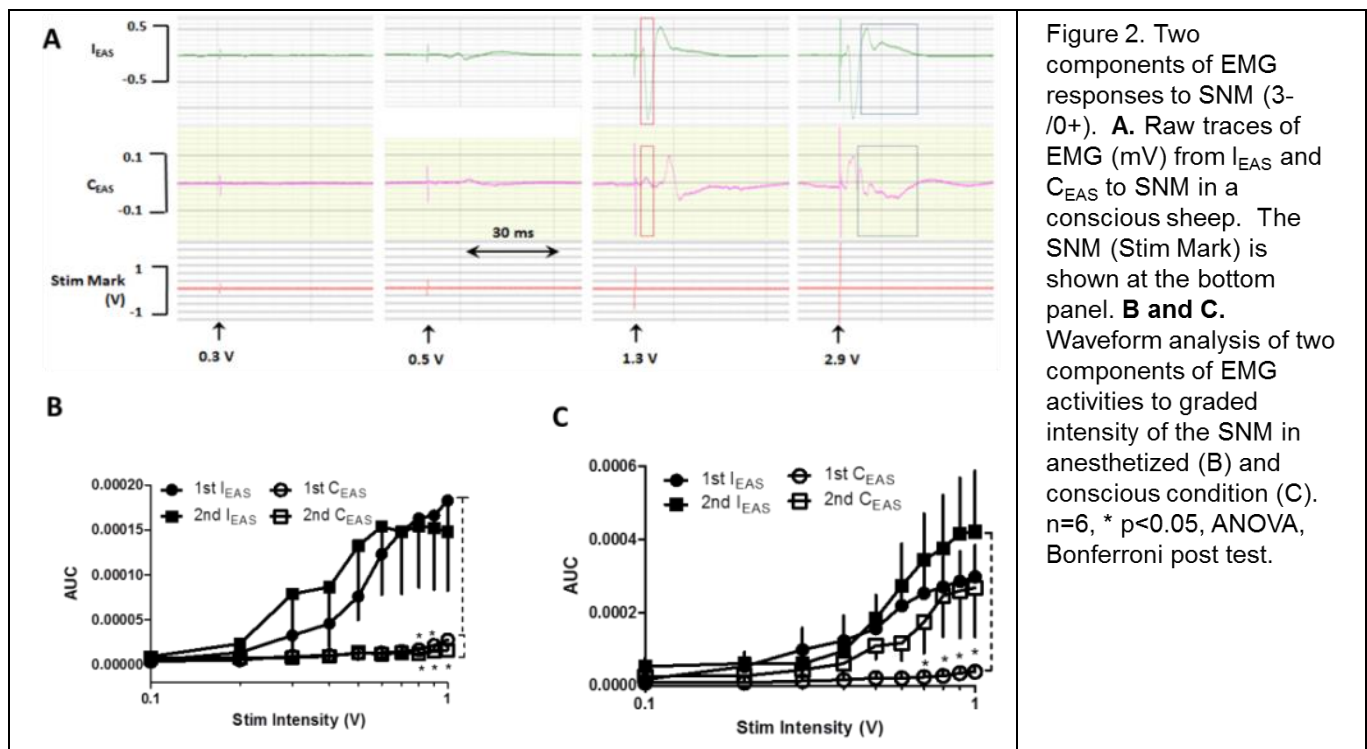 A
I_EAS
0.5
-0.5
C_EAS
0.1
-0.1
30 ms
Stim Mark
(V)
1
-1
0.3 V
0.5 V
1.3 V
2.9 V
B
1st I_EAS
1st C_EAS
2nd I_EAS
2nd C_EAS
0.00020
0.00015
0.00010
0.00005
0.00000
AUC
0.1
1
Stim Intensity (V)
* *
* * *
C
1st I_EAS
1st C_EAS
2nd I_EAS
2nd C_EAS
0.0006
0.0004
0.0002
0.0000
AUC
0.1
1
Stim Intensity (V)
* * * *
Figure 2. Two
components of EMG
responses to SNM (3-
/0+). A. Raw traces of
EMG (mV) from I_EAS and
C_EAS to SNM in a
conscious sheep. The
SNM (Stim Mark) is
shown at the bottom
panel. B and C.
Waveform analysis of two
components of EMG
activities to graded
intensity of the SNM in
anesthetized (B) and
conscious condition (C).
n=6, * p<0.05, ANOVA,
Bonferroni post test.